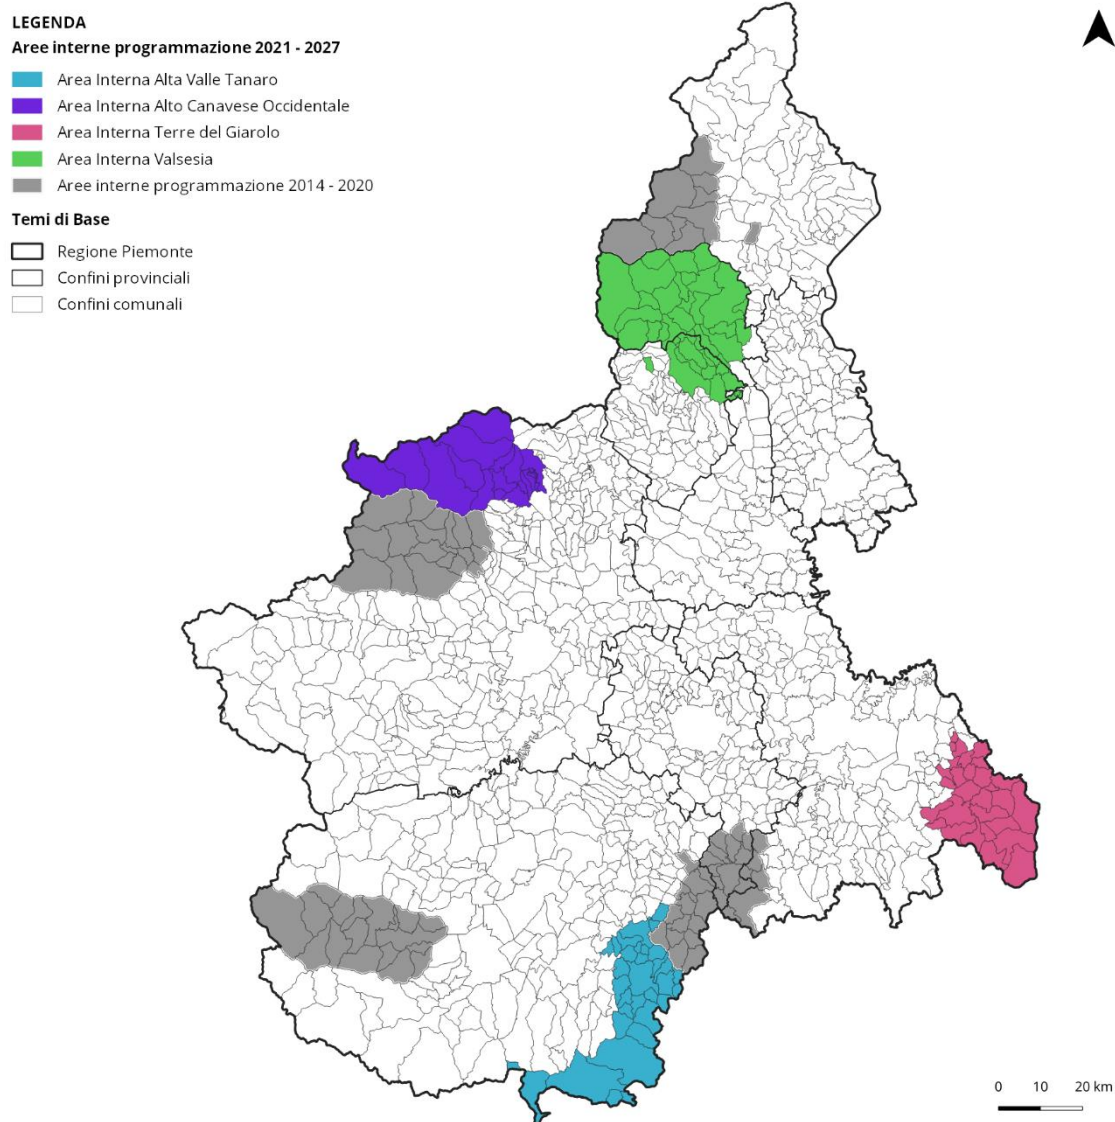 LEGENDA
Aree interne programmazione 2021 - 2027
Area Interna Alta Valle Tanaro
Area Interna Alto Canavese Occidentale
Area Interna Terre del Giarolo
Area Interna Valsesia
Aree interne programmazione 2014 - 2020
Temi di Base
Regione Piemonte
Confini provinciali
Confini comunali
0 10 20 km